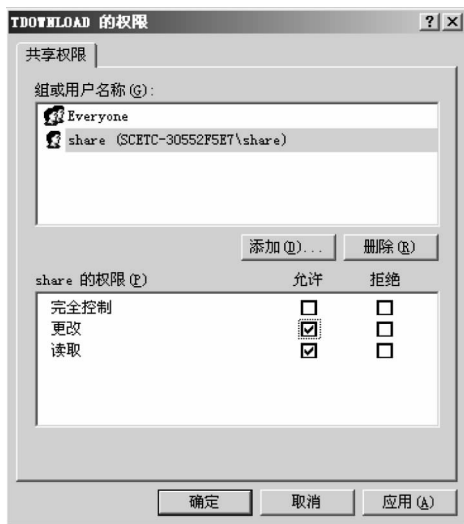 TDOWNLOAD 的权限
共享权限
组或用户名称(G):
Everyone
share (SCETC-30552F5E7\share)
添加(D)... 删除(R)
share 的权限(P) 允许 拒绝
完全控制
更改
读取
确定 取消 应用(A)